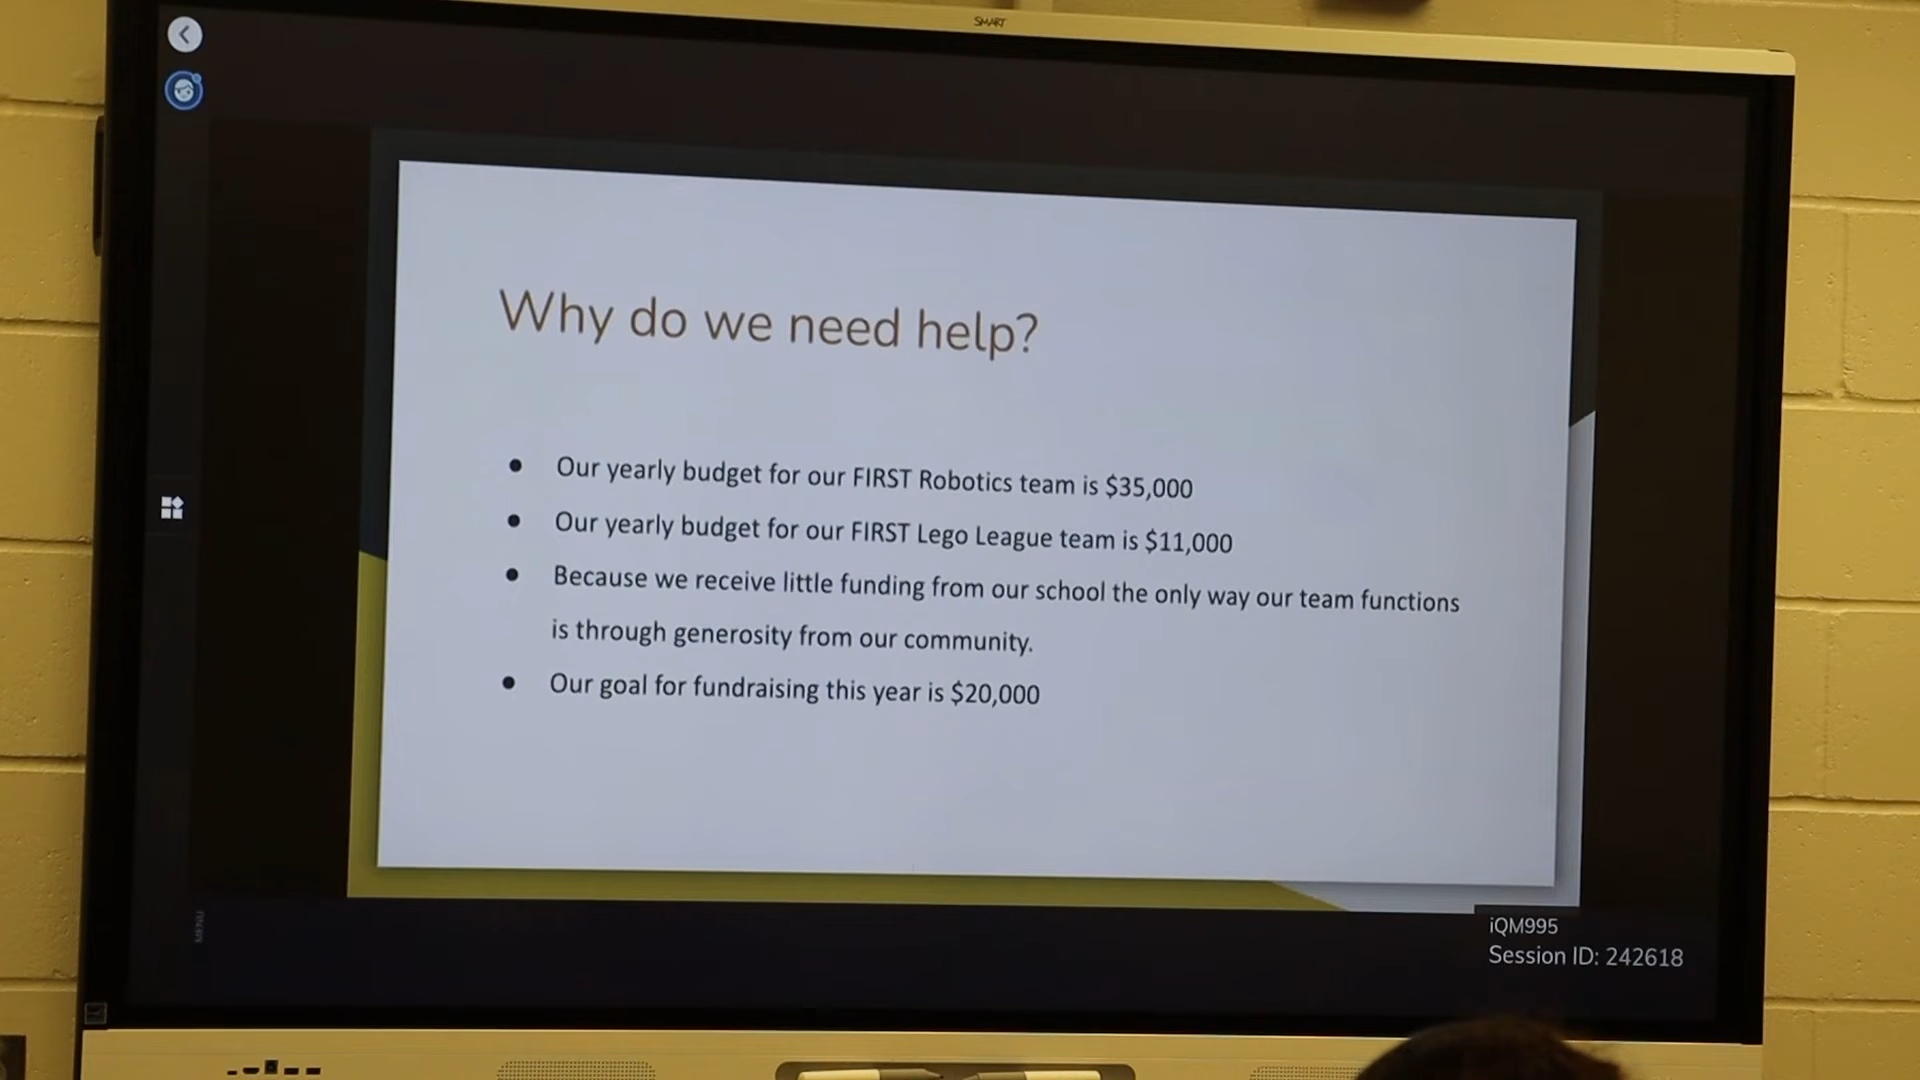 SMART
Why do we need help?
● Our yearly budget for our FIRST Robotics team is $35,000
● Our yearly budget for our FIRST Lego League team is $11,000
● Because we receive little funding from our school the only way our team functions
is through generosity from our community.
● Our goal for fundraising this year is $20,000
MENU
iQM995
Session ID: 242618